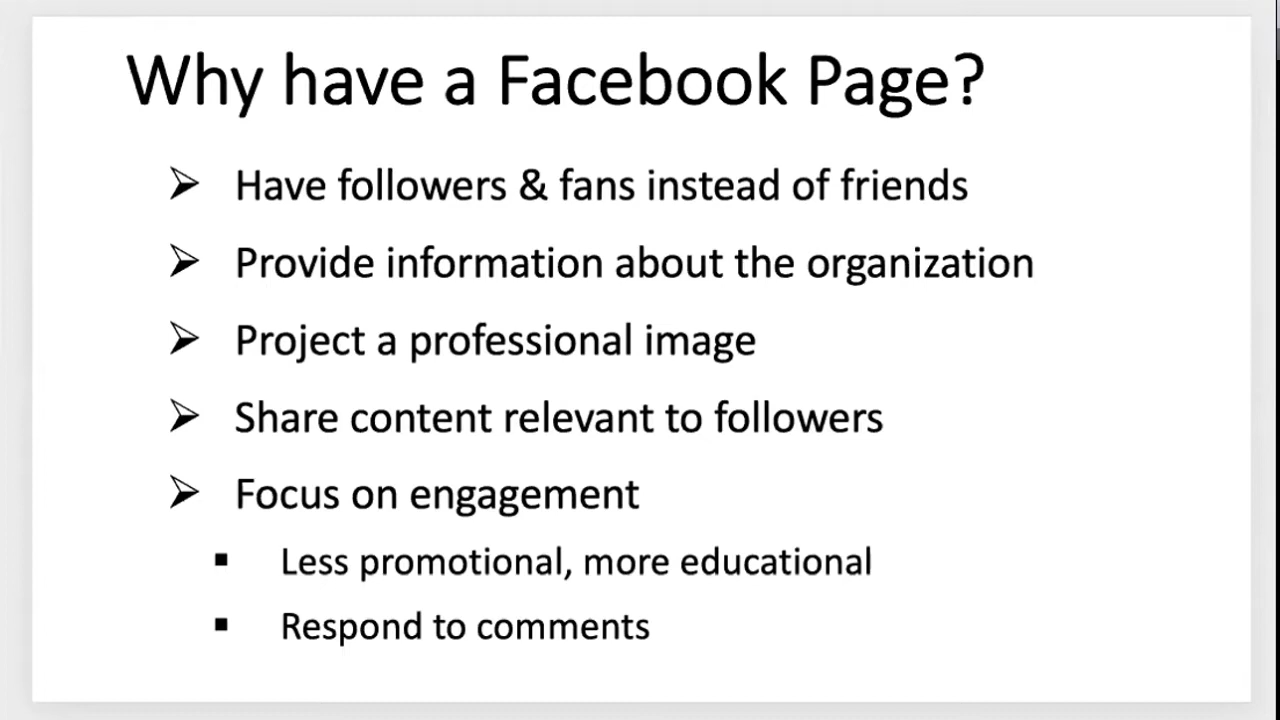 Why have a Facebook Page?
➢ Have followers & fans instead of friends
➢ Provide information about the organization
➢ Project a professional image
➢ Share content relevant to followers
➢ Focus on engagement
▪ Less promotional, more educational
▪ Respond to comments